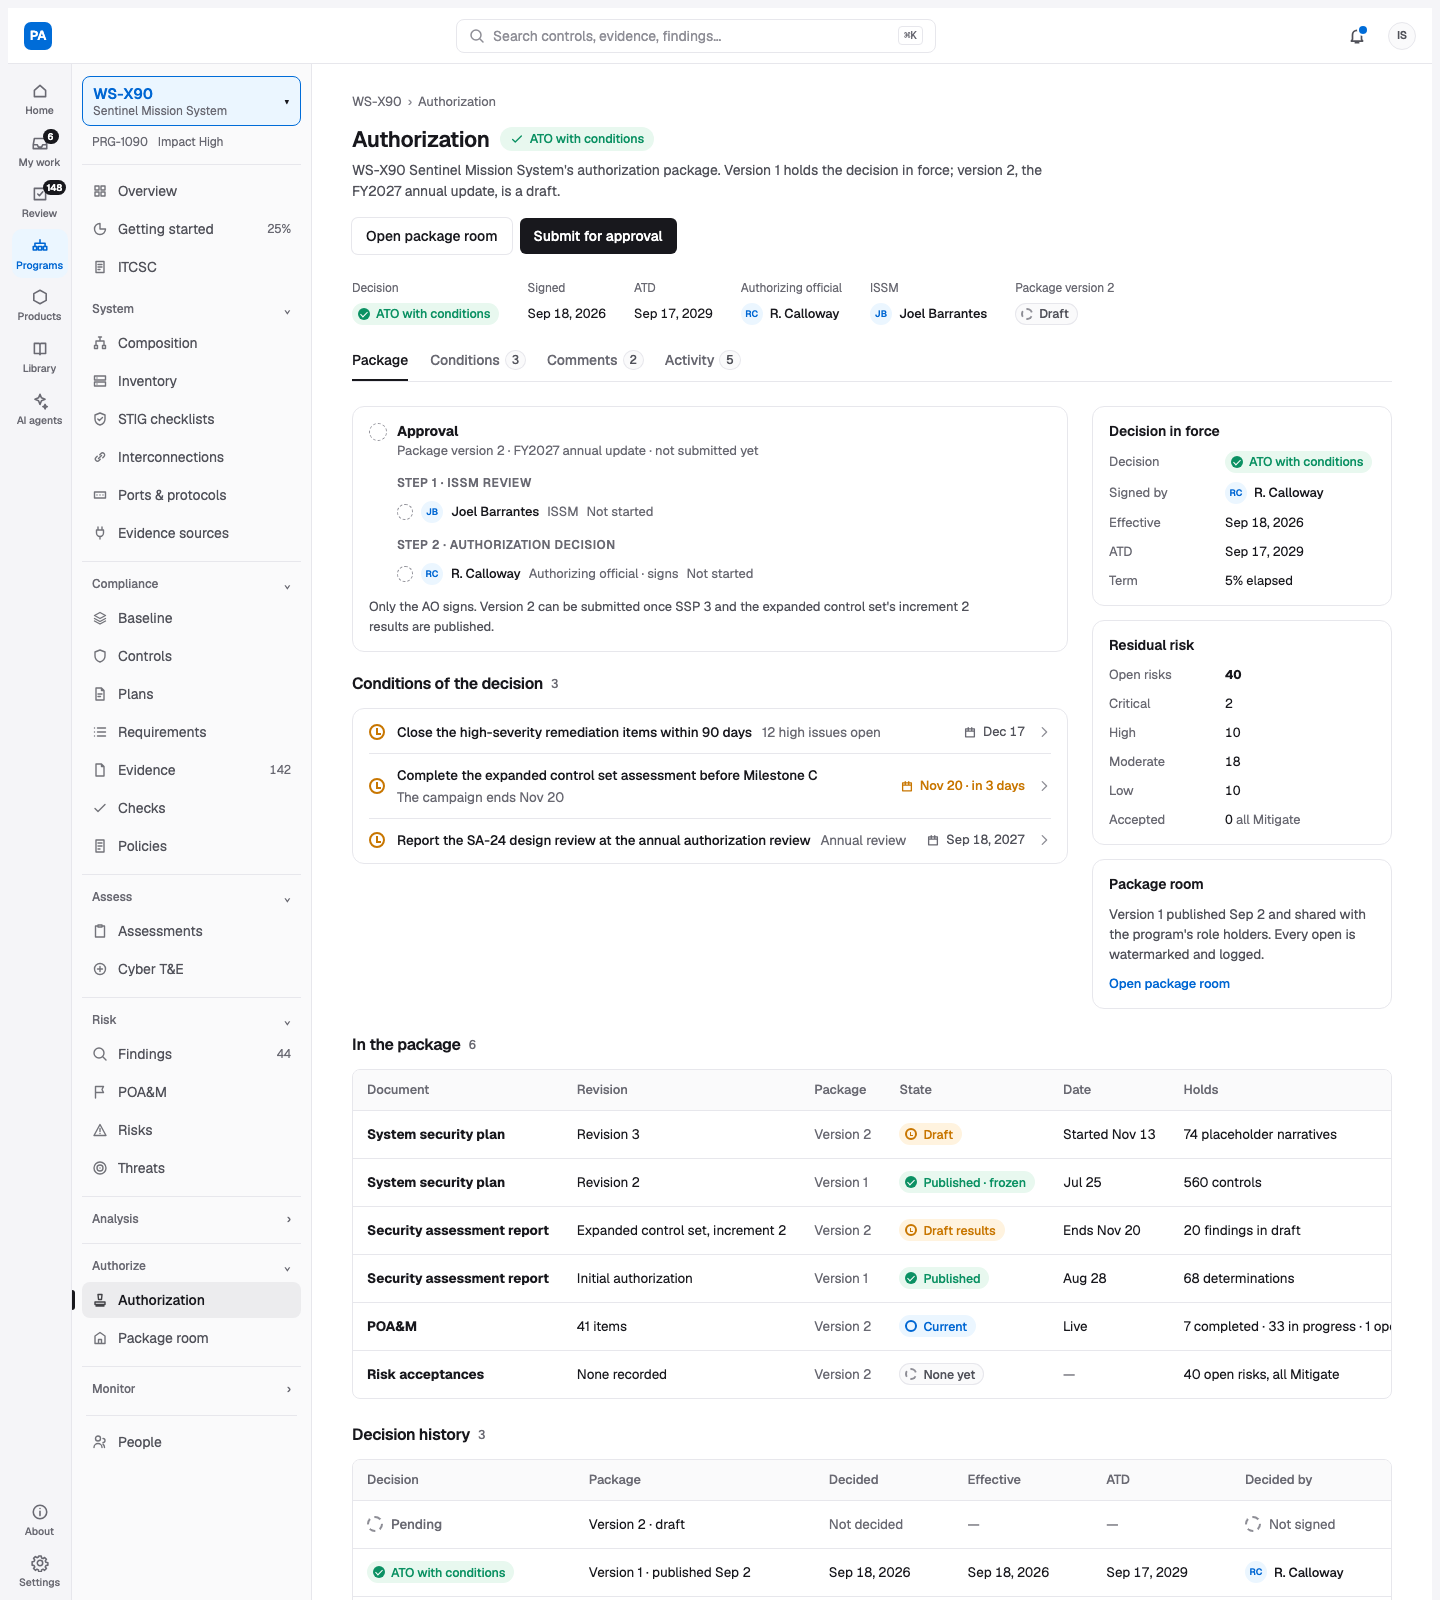 PA
Search controls, evidence, findings...
⌘K
IS
Home
6
My work
148
Review
Programs
Products
Library
AI agents
About
Settings
WS-X90
Sentinel Mission System
PRG-1090 Impact High
Overview
Getting started 25%
ITCSC
System
Composition
Inventory
STIG checklists
Interconnections
Ports & protocols
Evidence sources
Compliance
Baseline
Controls
Plans
Requirements
Evidence 142
Checks
Policies
Assess
Assessments
Cyber T&E
Risk
Findings 44
POA&M
Risks
Threats
Analysis
Authorize
Authorization
Package room
Monitor
People
WS-X90 › Authorization
Authorization ATO with conditions
WS-X90 Sentinel Mission System's authorization package. Version 1 holds the decision in force; version 2, the
FY2027 annual update, is a draft.
Open package room Submit for approval
Decision Signed ATD Authorizing official ISSM Package version 2
ATO with conditions Sep 18, 2026 Sep 17, 2029 RC R. Calloway JB Joel Barrantes Draft
Package Conditions 3 Comments 2 Activity 5
Approval
Package version 2 · FY2027 annual update · not submitted yet
STEP 1 · ISSM REVIEW
JB Joel Barrantes ISSM Not started
STEP 2 · AUTHORIZATION DECISION
RC R. Calloway Authorizing official · signs Not started
Only the AO signs. Version 2 can be submitted once SSP 3 and the expanded control set's increment 2
results are published.
Conditions of the decision 3
Close the high-severity remediation items within 90 days 12 high issues open Dec 17
Complete the expanded control set assessment before Milestone C
The campaign ends Nov 20
Nov 20 · in 3 days
Report the SA-24 design review at the annual authorization review Annual review Sep 18, 2027
Decision in force
Decision ATO with conditions
Signed by RC R. Calloway
Effective Sep 18, 2026
ATD Sep 17, 2029
Term 5% elapsed
Residual risk
Open risks 40
Critical 2
High 10
Moderate 18
Low 10
Accepted 0 all Mitigate
Package room
Version 1 published Sep 2 and shared with
the program's role holders. Every open is
watermarked and logged.
Open package room
In the package 6
Document Revision Package State Date Holds
System security plan Revision 3 Version 2 Draft Started Nov 13 74 placeholder narratives
System security plan Revision 2 Version 1 Published · frozen Jul 25 560 controls
Security assessment report Expanded control set, increment 2 Version 2 Draft results Ends Nov 20 20 findings in draft
Security assessment report Initial authorization Version 1 Published Aug 28 68 determinations
POA&M 41 items Version 2 Current Live 7 completed · 33 in progress · 1
Risk acceptances None recorded Version 2 None yet — 40 open risks, all Mitigate
Decision history 3
Decision Package Decided Effective ATD Decided by
Pending Version 2 · draft Not decided — — Not signed
ATO with conditions Version 1 · published Sep 2 Sep 18, 2026 Sep 18, 2026 Sep 17, 2029 RC R. Calloway